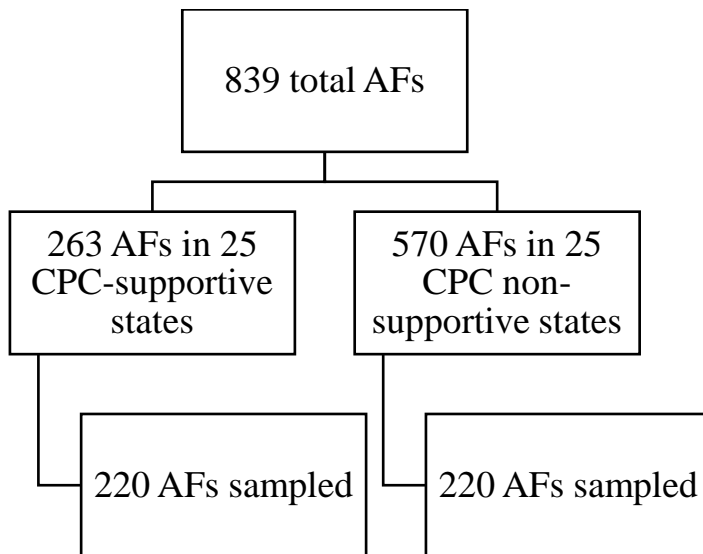 839 total AFs
263 AFs in 25
CPC-supportive
states
570 AFs in 25
CPC non-
supportive states
220 AFs sampled
220 AFs sampled